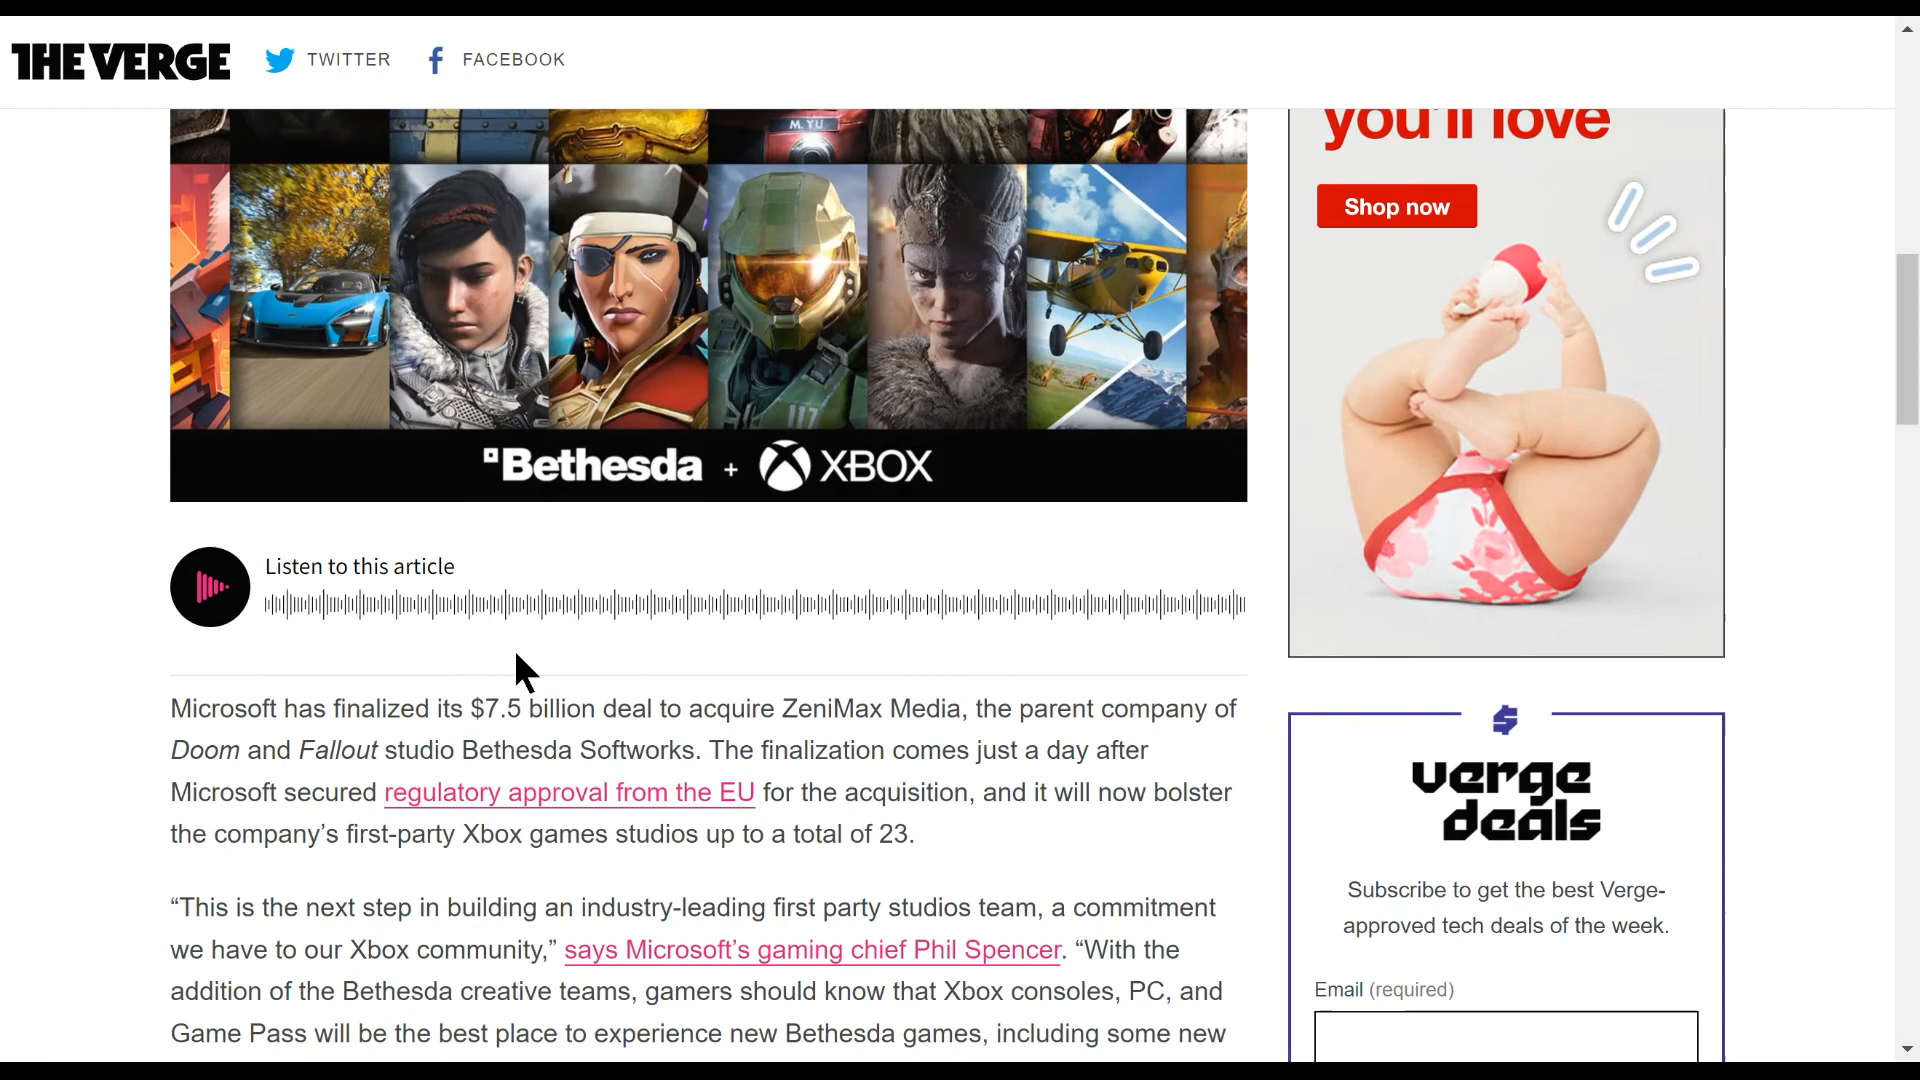 THE VERGE
TWITTER
FACEBOOK
M. YU
117
Bethesda + XBOX
Listen to this article
Microsoft has finalized its $7.5 billion deal to acquire ZeniMax Media, the parent company of
Doom and Fallout studio Bethesda Softworks. The finalization comes just a day after
Microsoft secured regulatory approval from the EU for the acquisition, and it will now bolster
the company’s first-party Xbox games studios up to a total of 23.
“This is the next step in building an industry-leading first party studios team, a commitment
we have to our Xbox community,” says Microsoft’s gaming chief Phil Spencer. “With the
addition of the Bethesda creative teams, gamers should know that Xbox consoles, PC, and
Game Pass will be the best place to experience new Bethesda games, including some new
you'll love
Shop now
$
verge
deals
Subscribe to get the best Verge-
approved tech deals of the week.
Email (required)